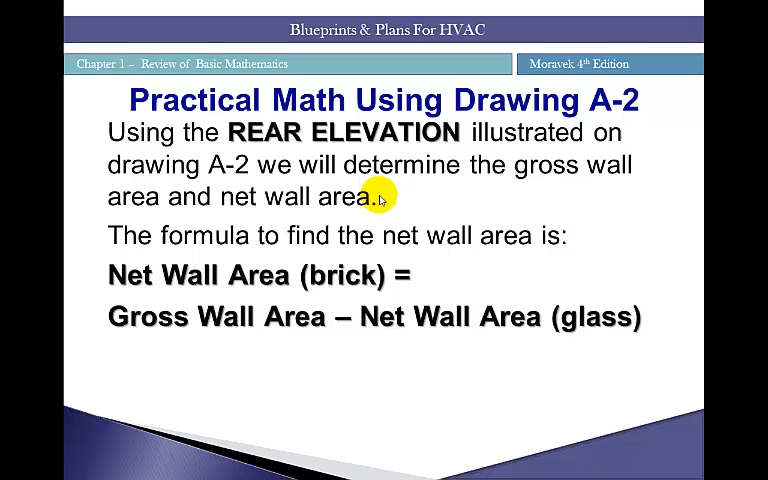 Blueprints & Plans For HVAC
Chapter 1 – Review of Basic Mathematics
Moravek 4th Edition
Practical Math Using Drawing A-2
Using the REAR ELEVATION illustrated on
drawing A-2 we will determine the gross wall
area and net wall area.
The formula to find the net wall area is:
Net Wall Area (brick) =
Gross Wall Area – Net Wall Area (glass)